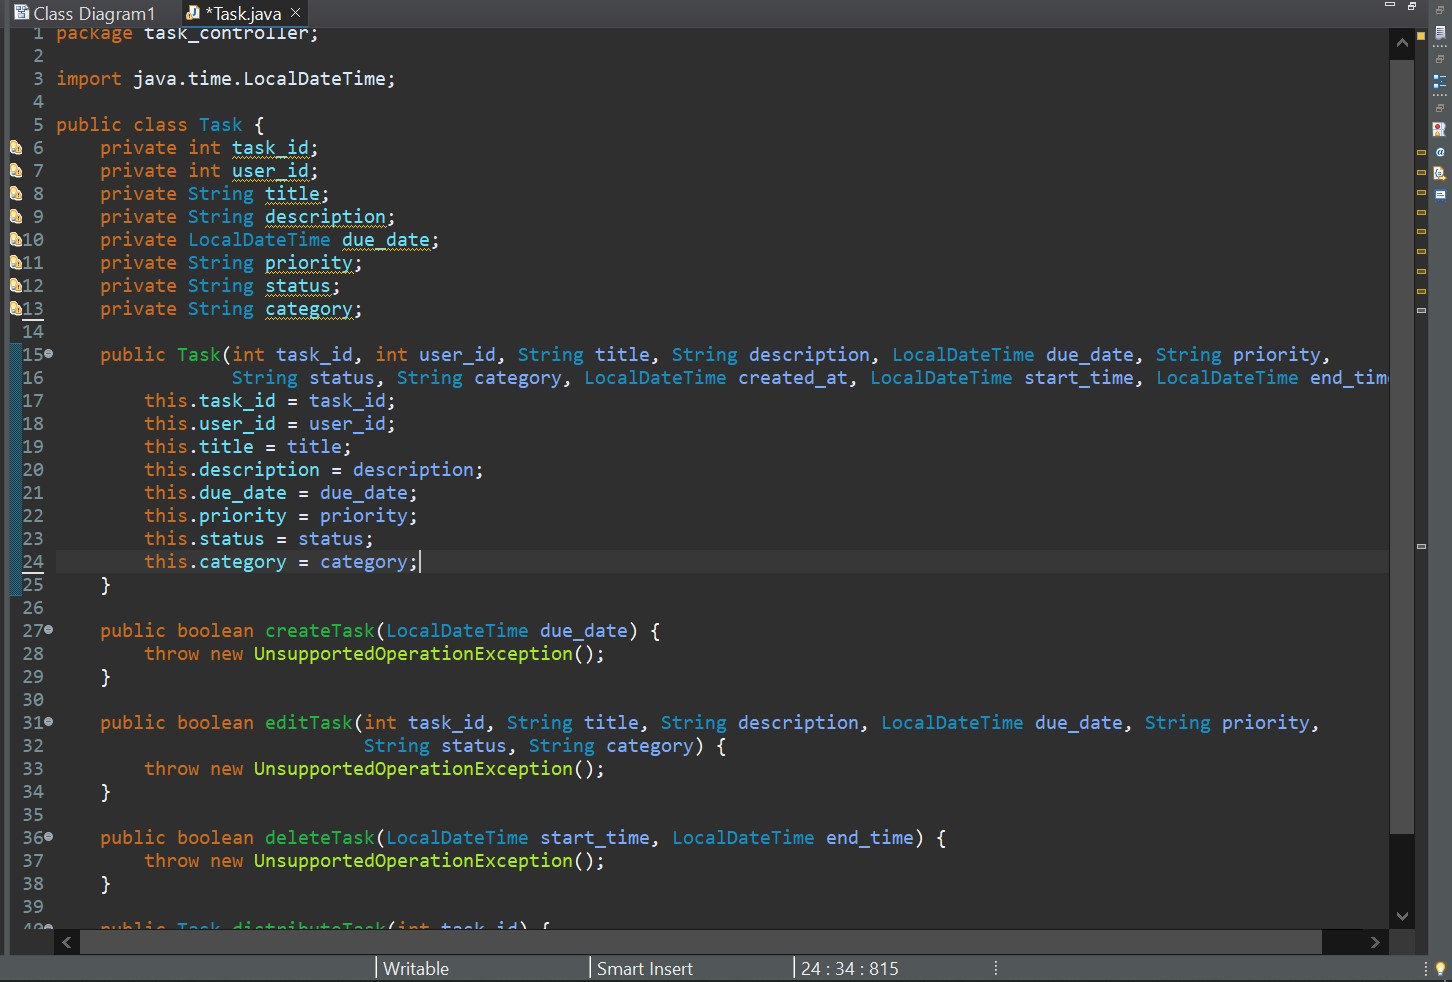 Class Diagram1
*Task.java
1 package task_controller;
2
3 import java.time.LocalDateTime;
4
5 public class Task {
6 private int task_id;
7 private int user_id;
8 private String title;
9 private String description;
10 private LocalDateTime due_date;
11 private String priority;
12 private String status;
13 private String category;
14
15 public Task(int task_id, int user_id, String title, String description, LocalDateTime due_date, String priority,
16 String status, String category, LocalDateTime created_at, LocalDateTime start_time, LocalDateTime end_tim
17 this.task_id = task_id;
18 this.user_id = user_id;
19 this.title = title;
20 this.description = description;
21 this.due_date = due_date;
22 this.priority = priority;
23 this.status = status;
24 this.category = category;
25 }
26
27 public boolean createTask(LocalDateTime due_date) {
28 throw new UnsupportedOperationException();
29 }
30
31 public boolean editTask(int task_id, String title, String description, LocalDateTime due_date, String priority,
32 String status, String category) {
33 throw new UnsupportedOperationException();
34 }
35
36 public boolean deleteTask(LocalDateTime start_time, LocalDateTime end_time) {
37 throw new UnsupportedOperationException();
38 }
39
40 public Task distributeTask(int task_id) {
Writable
Smart Insert
24 : 34 : 815